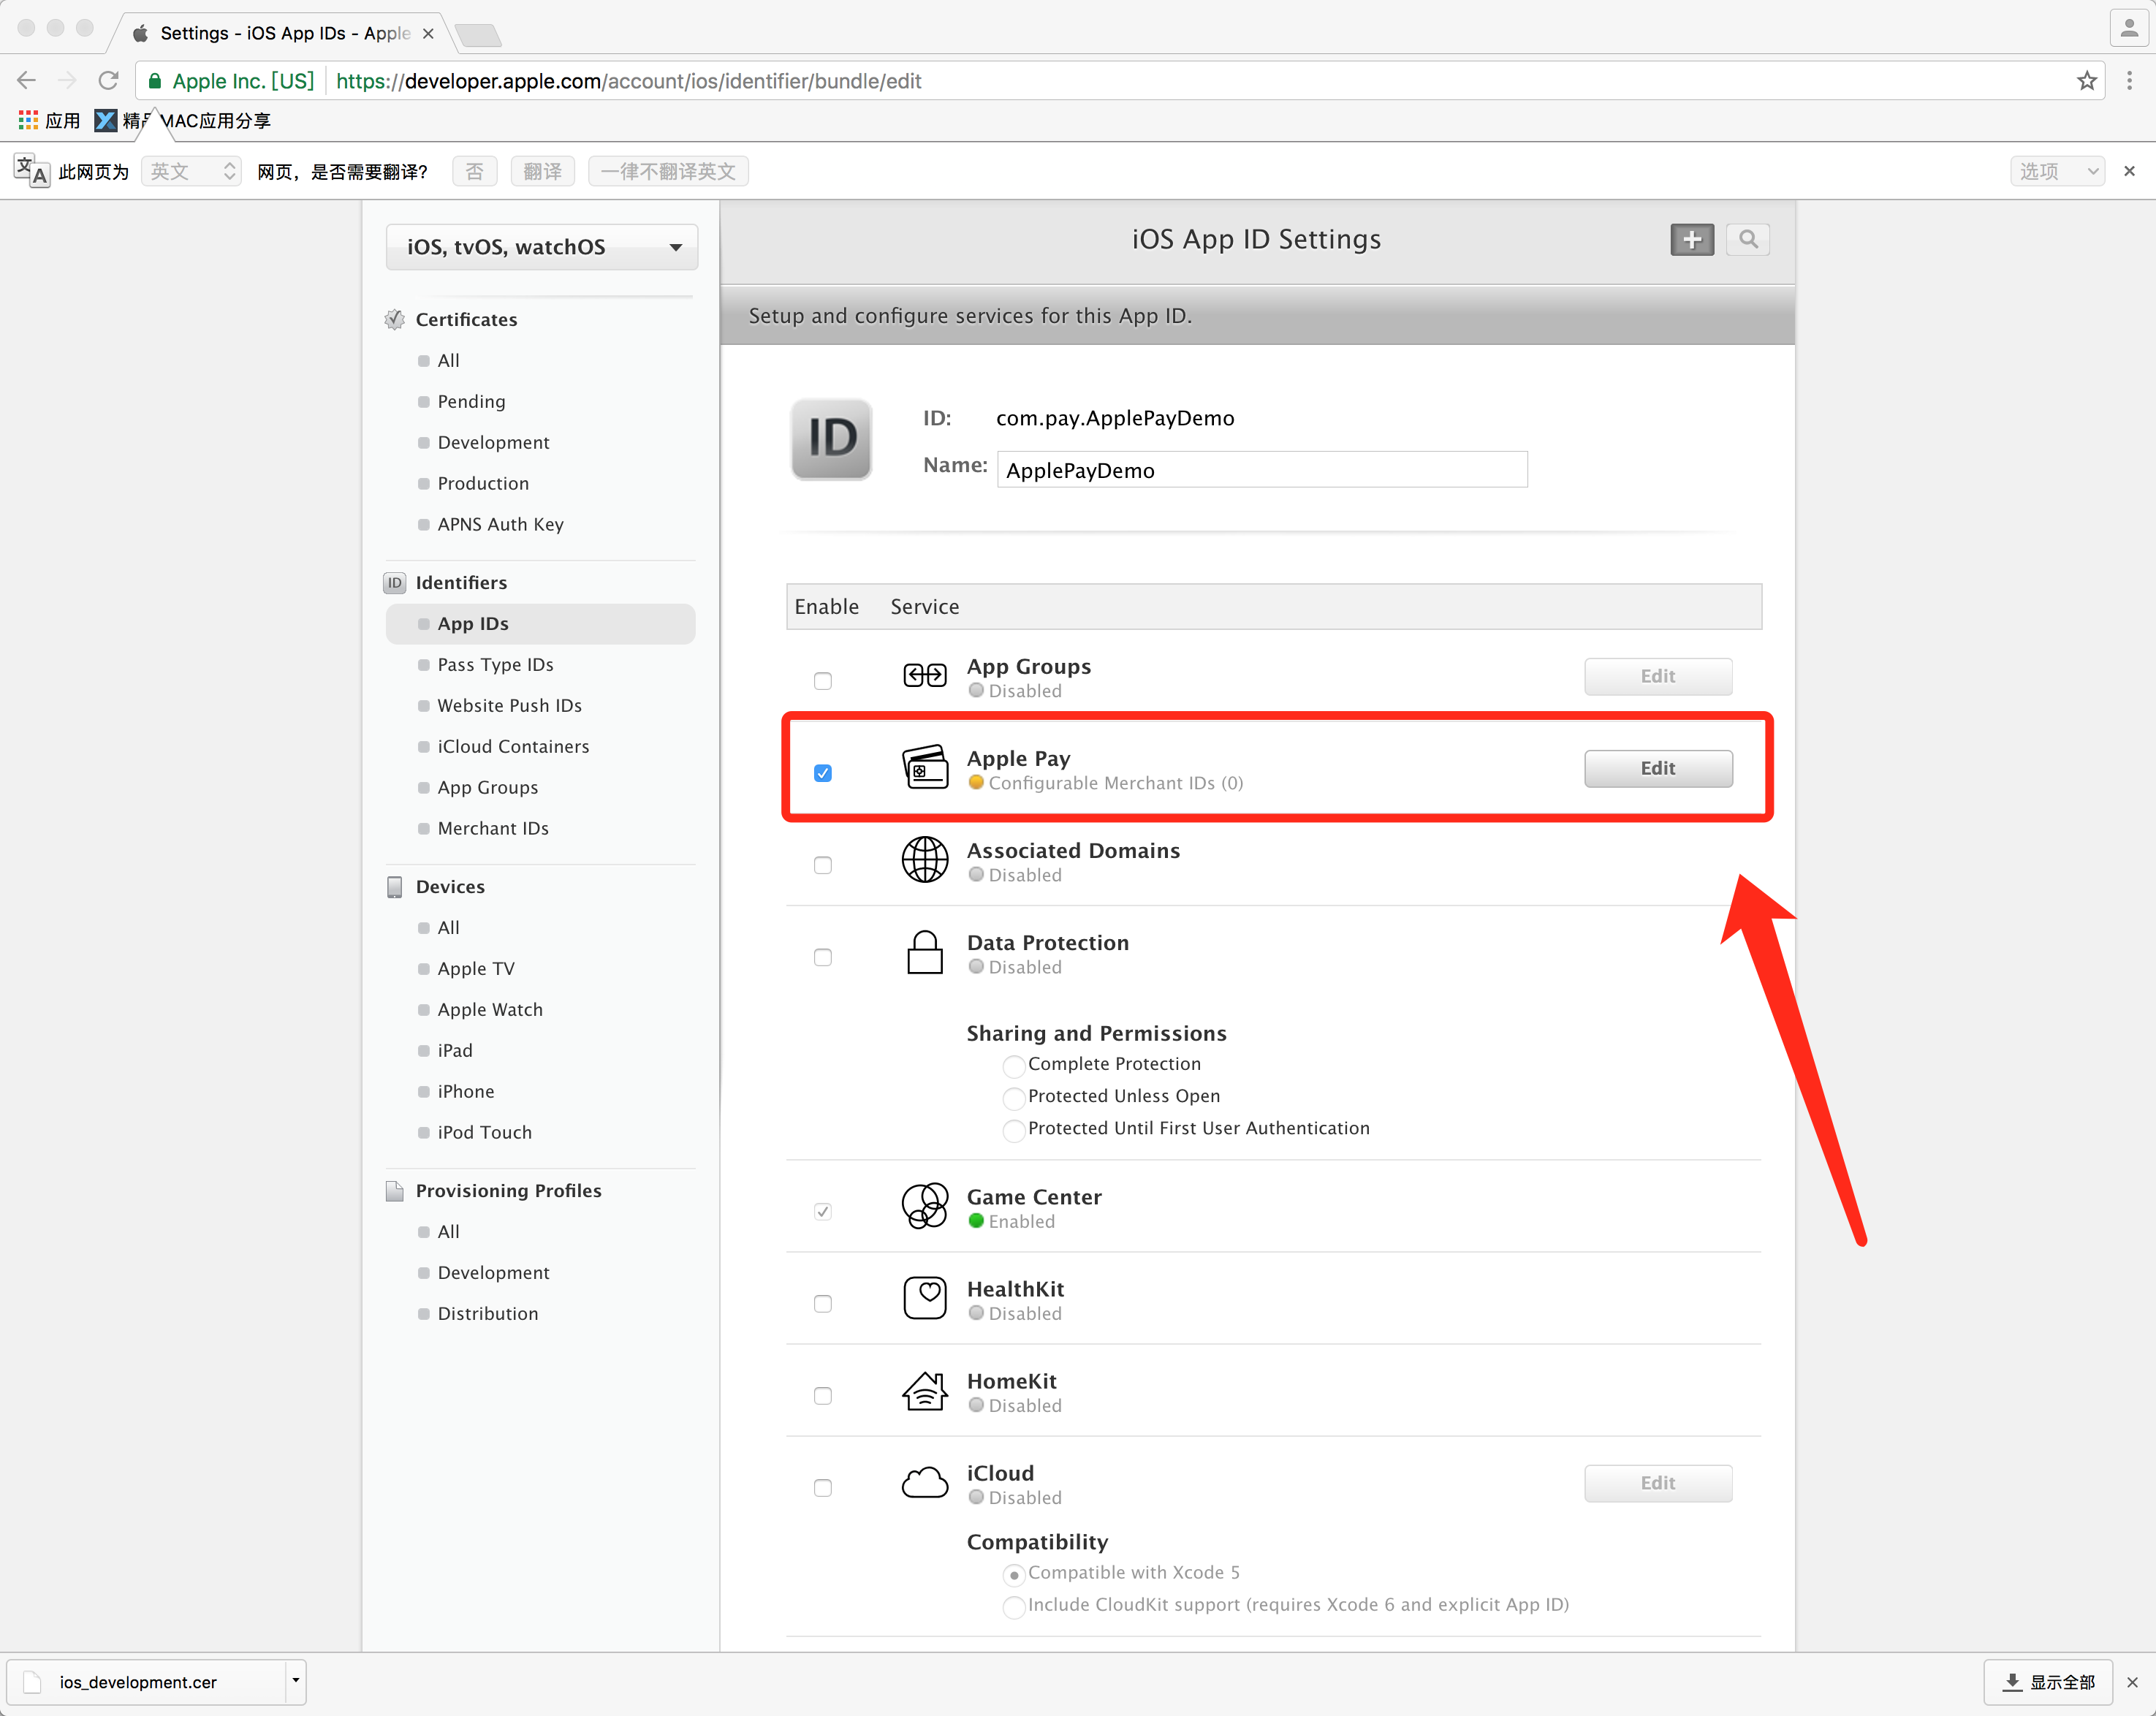 Settings - iOS App IDs - Apple
Apple Inc. [US] https://developer.apple.com/account/ios/identifier/bundle/edit
应用 精品MAC应用分享
此网页为 英文 网页，是否需要翻译? 否 翻译 一律不翻译英文 选项
iOS, tvOS, watchOS
Certificates
All
Pending
Development
Production
APNS Auth Key
ID Identifiers
App IDs
Pass Type IDs
Website Push IDs
iCloud Containers
App Groups
Merchant IDs
Devices
All
Apple TV
Apple Watch
iPad
iPhone
iPod Touch
Provisioning Profiles
All
Development
Distribution
iOS App ID Settings
Setup and configure services for this App ID.
ID
ID: com.pay.ApplePayDemo
Name: ApplePayDemo
Enable Service
App Groups
Disabled
Edit
Apple Pay
Configurable Merchant IDs (0)
Edit
Associated Domains
Disabled
Data Protection
Disabled
Sharing and Permissions
Complete Protection
Protected Unless Open
Protected Until First User Authentication
Game Center
Enabled
HealthKit
Disabled
HomeKit
Disabled
iCloud
Disabled
Edit
Compatibility
Compatible with Xcode 5
Include CloudKit support (requires Xcode 6 and explicit App ID)
ios_development.cer
显示全部